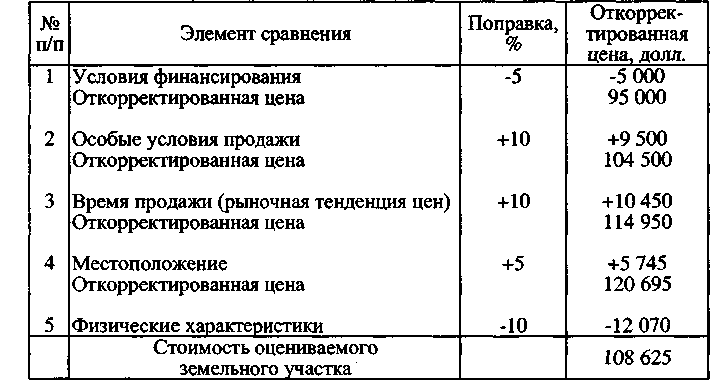 № п/п Элемент сравнения Поправка, % Откоррек-тированная цена, долл.
1 Условия финансирования -5 -5 000
Откорректированная цена 95 000
2 Особые условия продажи +10 +9 500
Откорректированная цена 104 500
3 Время продажи (рыночная тенденция цен) +10 +10 450
Откорректированная цена 114 950
4 Местоположение +5 +5 745
Откорректированная цена 120 695
5 Физические характеристики -10 -12 070
Стоимость оцениваемого
земельного участка 108 625